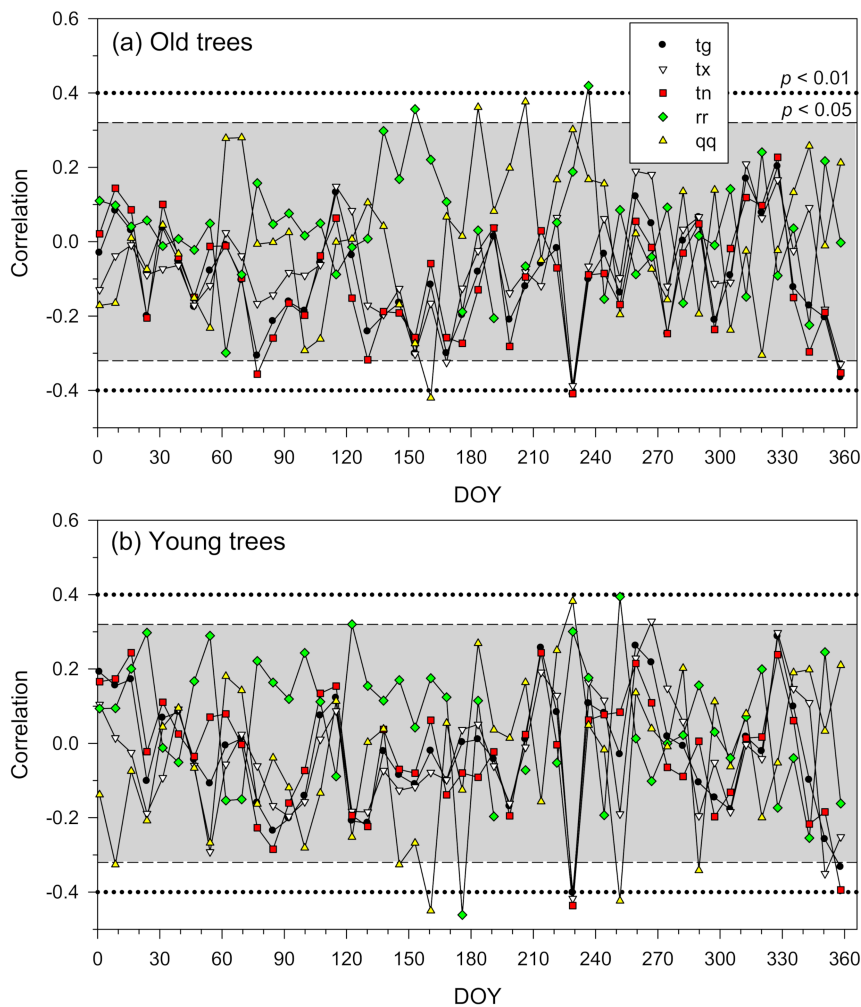 (a) Old trees
tg
tx
tn
rr
qq
p < 0.01
p < 0.05
0.6
0.4
0.2
0.0
-0.2
-0.4
Correlation
0 30 60 90 120 150 180 210 240 270 300 330 360
DOY
(b) Young trees
0.6
0.4
0.2
0.0
-0.2
-0.4
Correlation
0 30 60 90 120 150 180 210 240 270 300 330 360
DOY